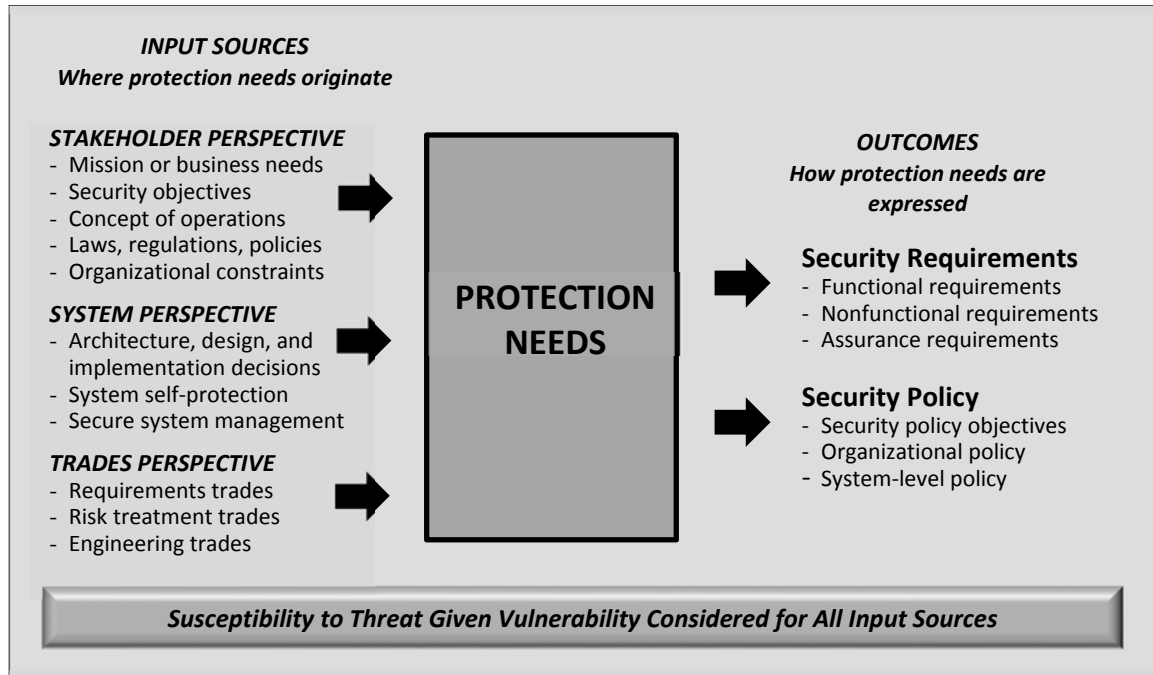 INPUT SOURCES
Where protection needs originate
STAKEHOLDER PERSPECTIVE
- Mission or business needs
- Security objectives
- Concept of operations
- Laws, regulations, policies
- Organizational constraints
SYSTEM PERSPECTIVE
- Architecture, design, and
implementation decisions
- System self-protection
- Secure system management
TRADES PERSPECTIVE
- Requirements trades
- Risk treatment trades
- Engineering trades
PROTECTION
NEEDS
OUTCOMES
How protection needs are
expressed
Security Requirements
- Functional requirements
- Nonfunctional requirements
- Assurance requirements
Security Policy
- Security policy objectives
- Organizational policy
- System-level policy
Susceptibility to Threat Given Vulnerability Considered for All Input Sources